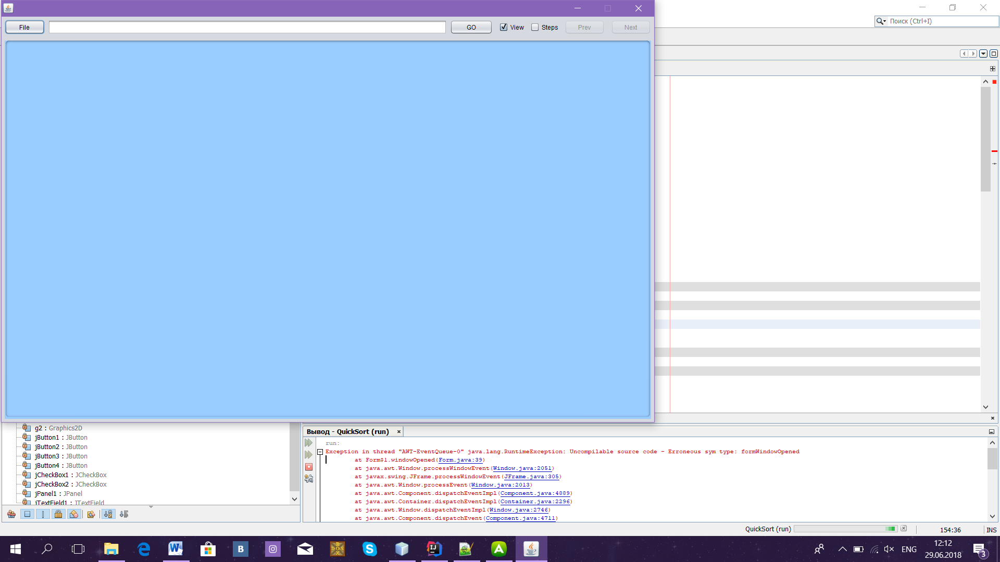 File
GO
View
Steps
Prev
Next
Поиск (Ctrl+I)
g2 : Graphics2D
jButton1 : JButton
jButton2 : JButton
jButton3 : JButton
jButton4 : JButton
jCheckBox1 : JCheckBox
jCheckBox2 : JCheckBox
jPanel1 : JPanel
jTextField1 : JTextField
Вывод - QuickSort (run)
run:
Exception in thread "AWT-EventQueue-0" java.lang.RuntimeException: Uncompilable source code - Erroneous sym type: formWindowOpened
at Form$1.windowOpened(Form.java:39)
at java.awt.Window.processWindowEvent(Window.java:2051)
at javax.swing.JFrame.processWindowEvent(JFrame.java:305)
at java.awt.Window.processEvent(Window.java:2013)
at java.awt.Component.dispatchEventImpl(Component.java:4889)
at java.awt.Container.dispatchEventImpl(Container.java:2296)
at java.awt.Window.dispatchEventImpl(Window.java:2746)
at java.awt.Component.dispatchEvent(Component.java:4711)
QuickSort (run)
154:36
INS
ENG
12:12
29.06.2018
3